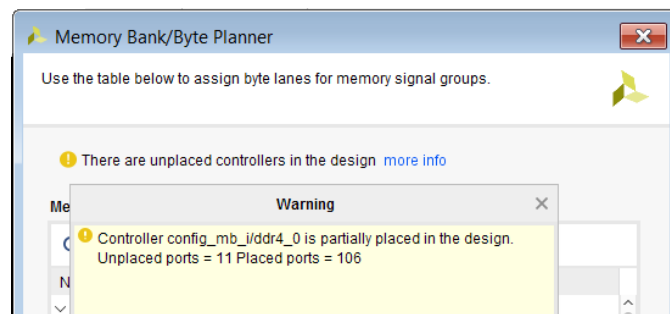 Memory Bank/Byte Planner
Use the table below to assign byte lanes for memory signal groups.
There are unplaced controllers in the design more info
Me
Warning
Controller config_mb_i/ddr4_0 is partially placed in the design.
Unplaced ports = 11 Placed ports = 106
N